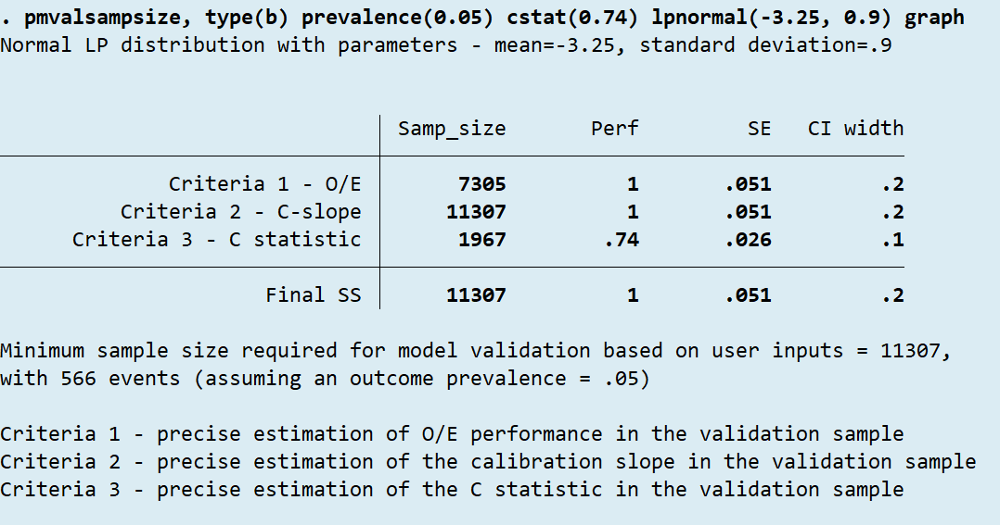 . pmvalsampsize, type(b) prevalence(0.05) cstat(0.74) lpnormal(-3.25, 0.9) graph
Normal LP distribution with parameters - mean=-3.25, standard deviation=.9
Samp_size Perf SE CI width
Criteria 1 - O/E 7305 1 .051 .2
Criteria 2 - C-slope 11307 1 .051 .2
Criteria 3 - C statistic 1967 .74 .026 .1
Final SS 11307 1 .051 .2
Minimum sample size required for model validation based on user inputs = 11307,
with 566 events (assuming an outcome prevalence = .05)
Criteria 1 - precise estimation of O/E performance in the validation sample
Criteria 2 - precise estimation of the calibration slope in the validation sample
Criteria 3 - precise estimation of the C statistic in the validation sample